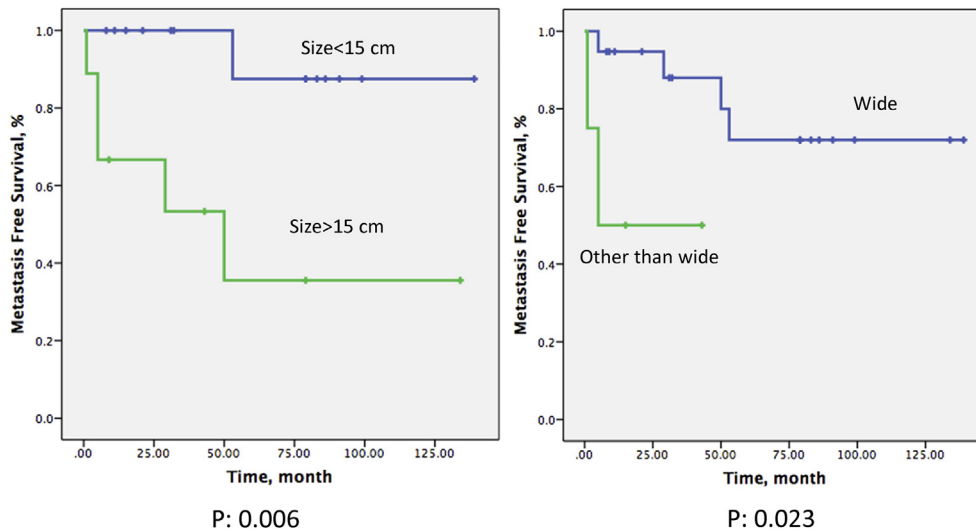 Metastasis Free Survival, %
1.0
0.8
0.6
0.4
0.2
0.0
Size<15 cm
Size>15 cm
.00 25.00 50.00 75.00 100.00 125.00
Time, month
P: 0.006
Metastasis Free Survival, %
1.0
0.8
0.6
0.4
0.2
0.0
Wide
Other than wide
.00 25.00 50.00 75.00 100.00 125.00
Time, month
P: 0.023